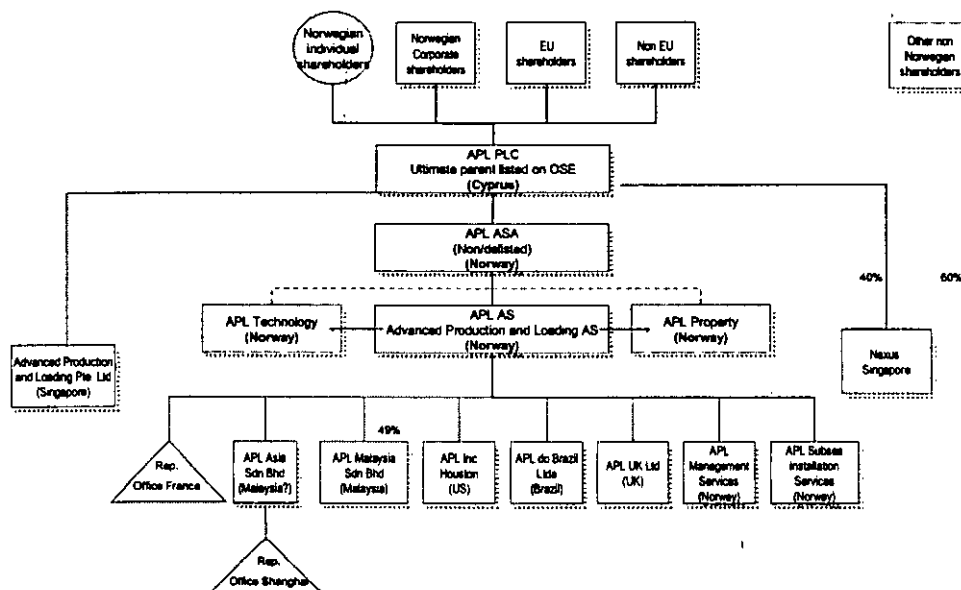 Norwegian
individual
shareholders
Norwegian
Corporate
shareholders
EU
shareholders
Non EU
shareholders
Other non
Norwegian
shareholders
APL PLC
Ultimate parent listed on OSE
(Cyprus)
APL ASA
(Non/delisted)
(Norway)
40%
60%
APL Technology
(Norway)
APL AS
Advanced Production and Loading AS
(Norway)
APL Property
(Norway)
Advanced Production
and Loading Pte Ltd
(Singapore)
Nexus
Singapore
49%
Rep.
Office France
APL Asia
Sdn Bhd
(Malaysia?)
APL Malaysia
Sdn Bhd
(Malaysia)
APL Inc
Houston
(US)
APL do Brazil
Ltda
(Brazil)
APL UK Ltd
(UK)
APL
Management
Services
(Norway)
APL Subsea
installation
Services
(Norway)
Rep.
Office Shanghai